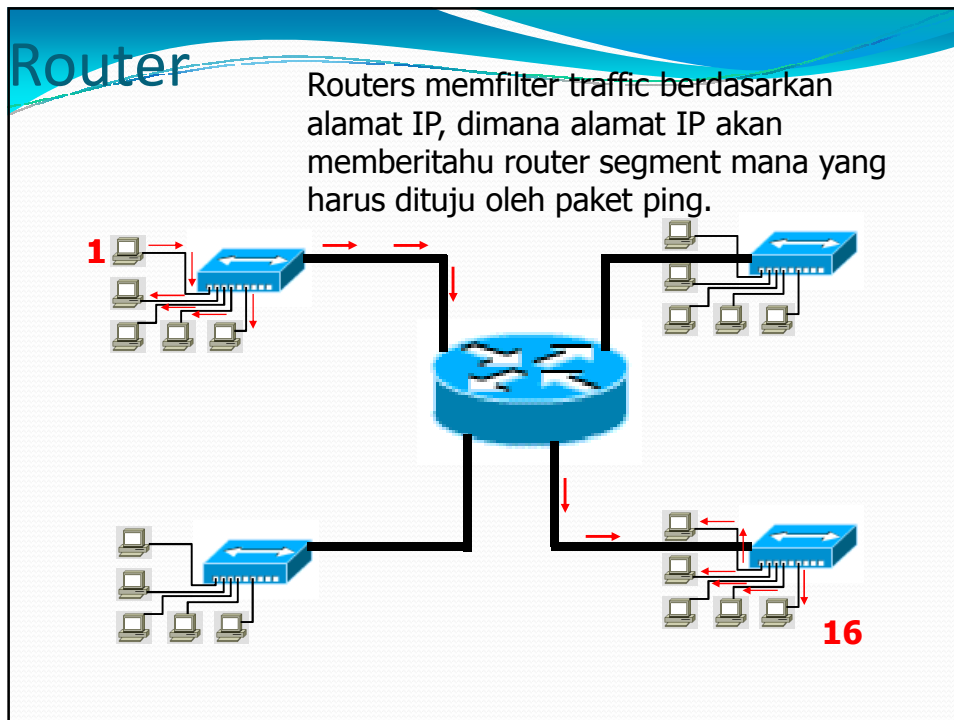 Router
Routers memfilter traffic berdasarkan
alamat IP, dimana alamat IP akan
memberitahu router segment mana yang
harus dituju oleh paket ping.
1
16